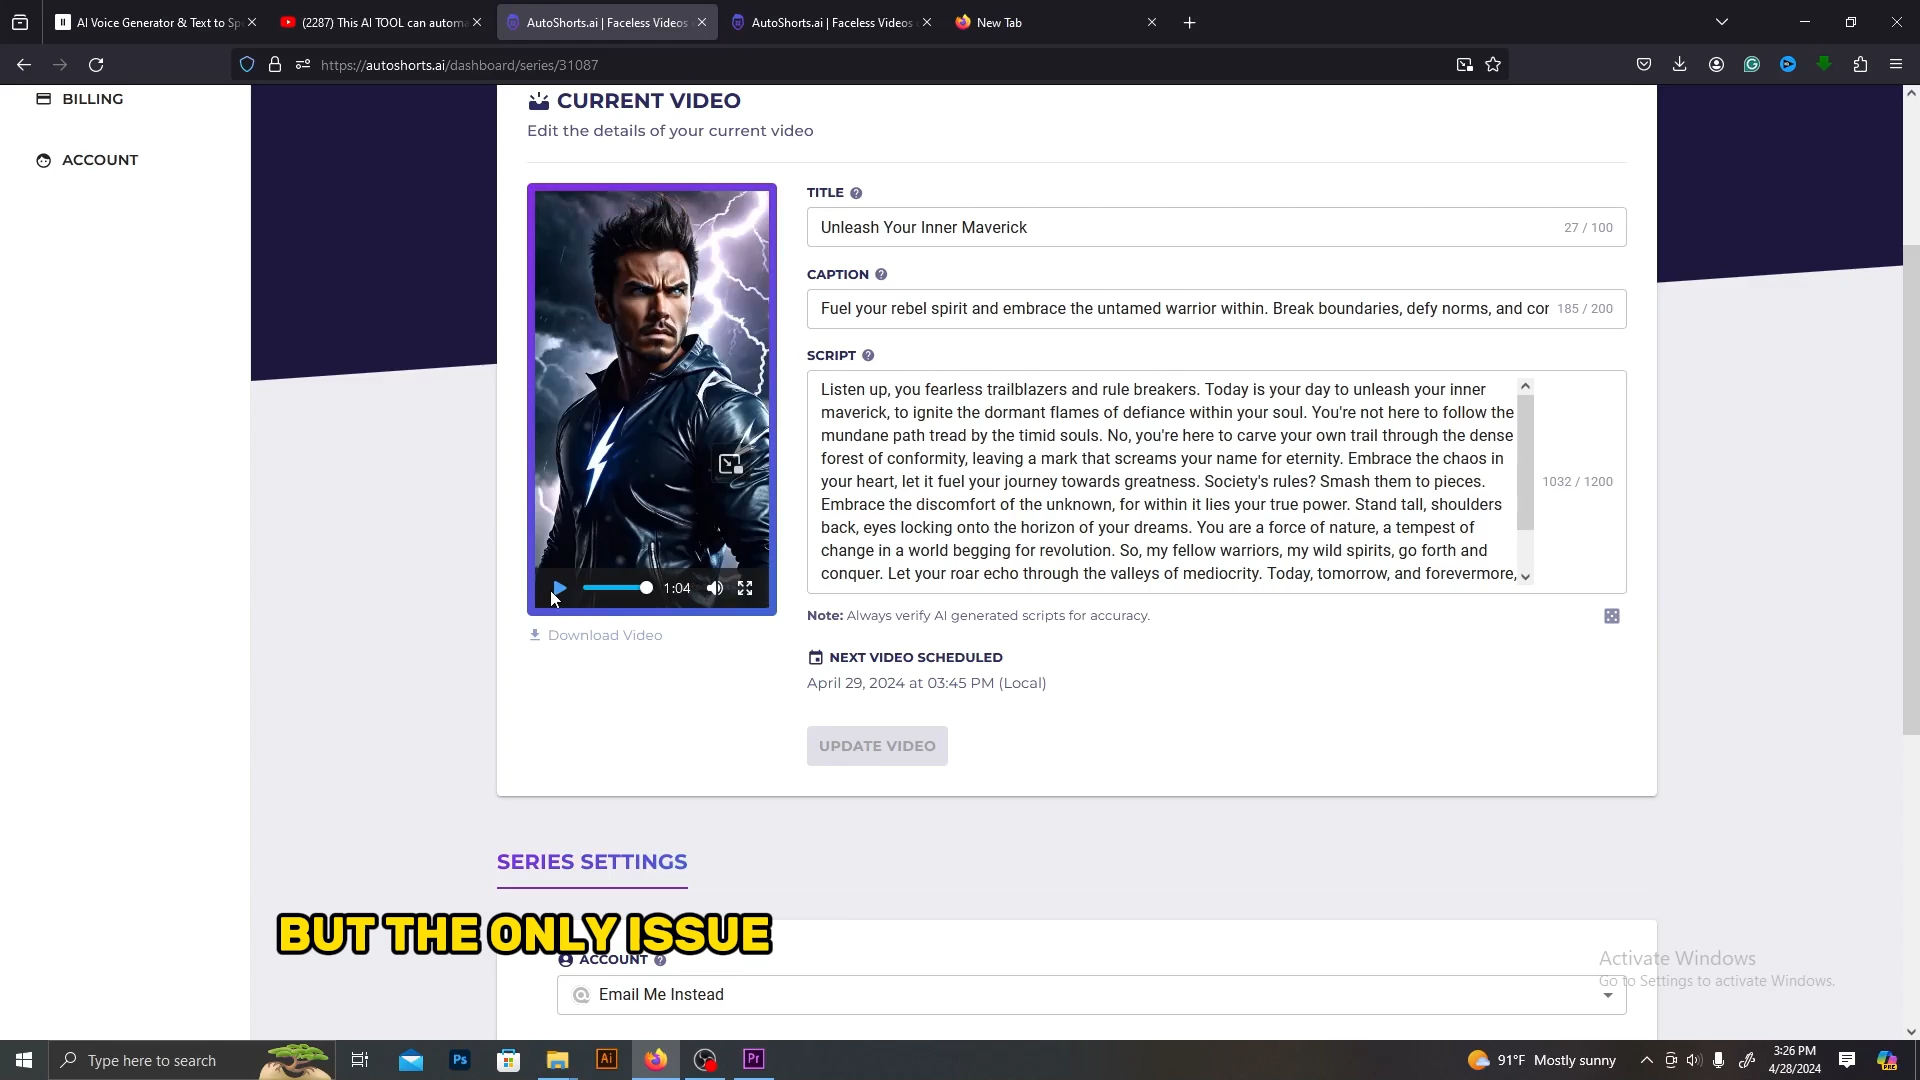 AI Voice Generator & Text to Sp
(2287) This AI TOOL can automa
AutoShorts.ai | Faceless Videos
AutoShorts.ai | Faceless Videos
New Tab
https://autoshorts.ai/dashboard/series/31087
BILLING
ACCOUNT
CURRENT VIDEO
Edit the details of your current video
TITLE
Unleash Your Inner Maverick
27 / 100
CAPTION
Fuel your rebel spirit and embrace the untamed warrior within. Break boundaries, defy norms, and cor
185 / 200
SCRIPT
Listen up, you fearless trailblazers and rule breakers. Today is your day to unleash your inner
maverick, to ignite the dormant flames of defiance within your soul. You're not here to follow the
mundane path tread by the timid souls. No, you're here to carve your own trail through the dense
forest of conformity, leaving a mark that screams your name for eternity. Embrace the chaos in
your heart, let it fuel your journey towards greatness. Society's rules? Smash them to pieces.
Embrace the discomfort of the unknown, for within it lies your true power. Stand tall, shoulders
back, eyes locking onto the horizon of your dreams. You are a force of nature, a tempest of
change in a world begging for revolution. So, my fellow warriors, my wild spirits, go forth and
conquer. Let your roar echo through the valleys of mediocrity. Today, tomorrow, and forevermore,
1032 / 1200
1:04
Download Video
Note: Always verify AI generated scripts for accuracy.
NEXT VIDEO SCHEDULED
April 29, 2024 at 03:45 PM (Local)
UPDATE VIDEO
SERIES SETTINGS
BUT THE ONLY ISSUE
ACCOUNT
Email Me Instead
Activate Windows
Go to Settings to activate Windows.
Type here to search
Ps
Ai
Pr
91°F Mostly sunny
3:26 PM
4/28/2024